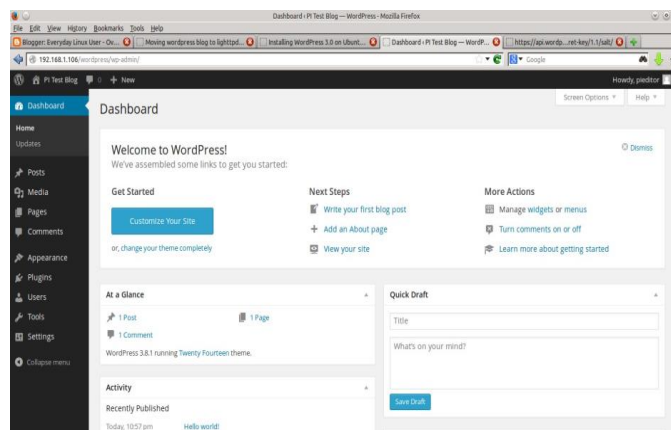 Dashboard ‹ PI Test Blog — WordPress - Mozilla Firefox
File Edit View History Bookmarks Tools Help
Blogger: Everyday Linux User - Ov... Moving wordpress blog to lighttpd... Installing WordPress 3.0 on Ubunt... Dashboard ‹ PI Test Blog — WordP... https://api.wordp...ret-key/1.1/salt/
192.168.1.106/wordpress/wp-admin/ Google
PI Test Blog 0 + New Howdy, pieditor
Screen Options Help
Dashboard
Home
Updates
Posts
Media
Pages
Comments
Appearance
Plugins
Users
Tools
Settings
Collapse menu
Dashboard
Welcome to WordPress!
We've assembled some links to get you started:
Dismiss
Get Started
Customize Your Site
or, change your theme completely
Next Steps
Write your first blog post
Add an About page
View your site
More Actions
Manage widgets or menus
Turn comments on or off
Learn more about getting started
At a Glance
1 Post 1 Page
1 Comment
WordPress 3.8.1 running Twenty Fourteen theme.
Activity
Recently Published
Today, 10:57 pm Hello world!
Quick Draft
Title
What's on your mind?
Save Draft